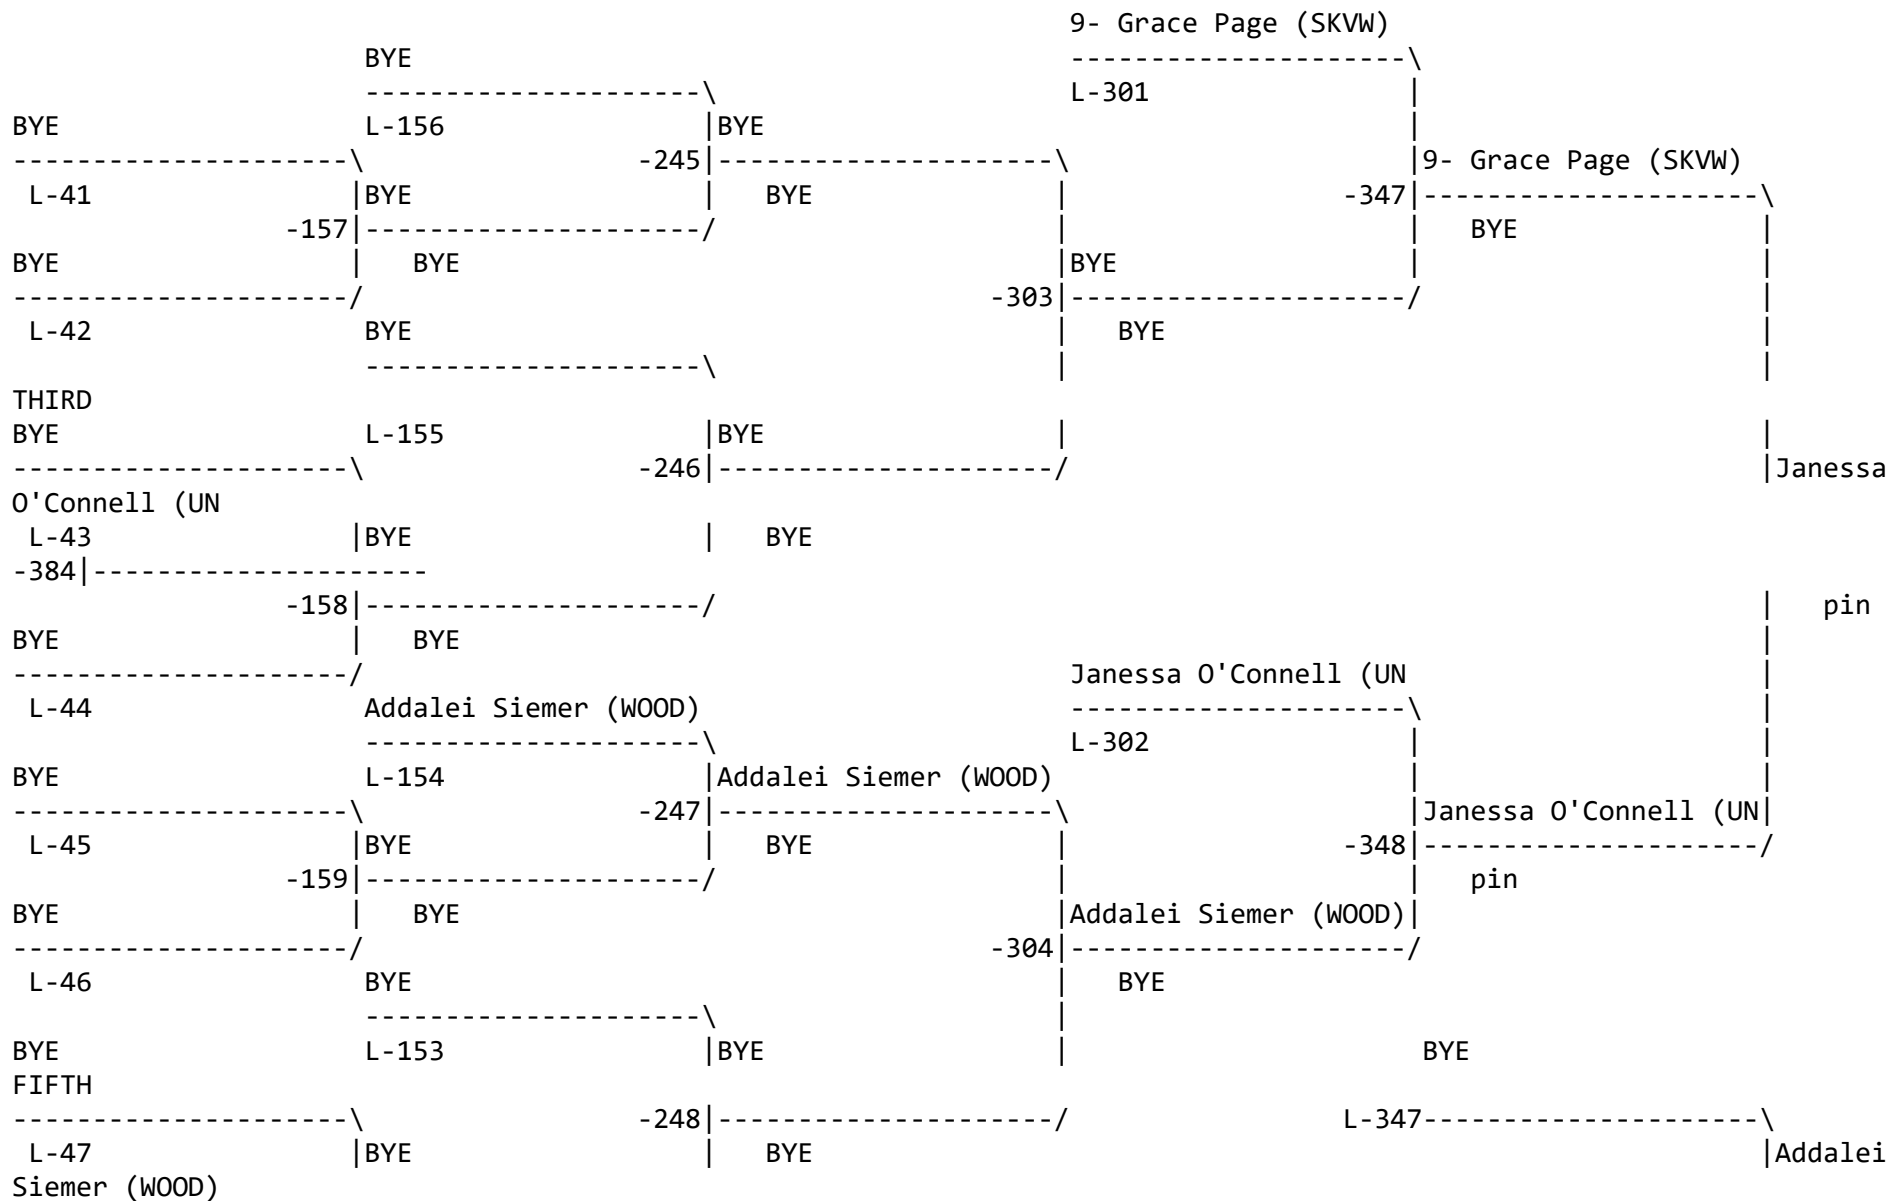 9- Grace Page (SKVW)
BYE ---------------------\
---------------------\ L-301 |
BYE L-156 |BYE |
---------------------\ -245|---------------------\ |9- Grace Page (SKVW)
L-41 |BYE | BYE | -347|---------------------\
-157|---------------------/ | | BYE |
BYE | BYE |BYE | |
---------------------/ -303|---------------------/ |
L-42 BYE | BYE |
---------------------\ | |
THIRD
BYE L-155 |BYE | |
---------------------\ -246|---------------------/ |Janessa
O'Connell (UN
L-43 |BYE | BYE
-384|---------------------
-158|---------------------/ | pin
BYE | BYE |
---------------------/ Janessa O'Connell (UN |
L-44 Addalei Siemer (WOOD) ---------------------\ |
---------------------\ L-302 | |
BYE L-154 |Addalei Siemer (WOOD) | |
---------------------\ -247|---------------------\ |Janessa O'Connell (UN|
L-45 |BYE | BYE | -348|---------------------/
-159|---------------------/ | | pin
BYE | BYE |Addalei Siemer (WOOD)|
---------------------/ -304|---------------------/
L-46 BYE | BYE
---------------------\ |
BYE L-153 |BYE | BYE
FIFTH
---------------------\ -248|---------------------/ L-347---------------------\
L-47 |BYE | BYE |Addalei
Siemer (WOOD)